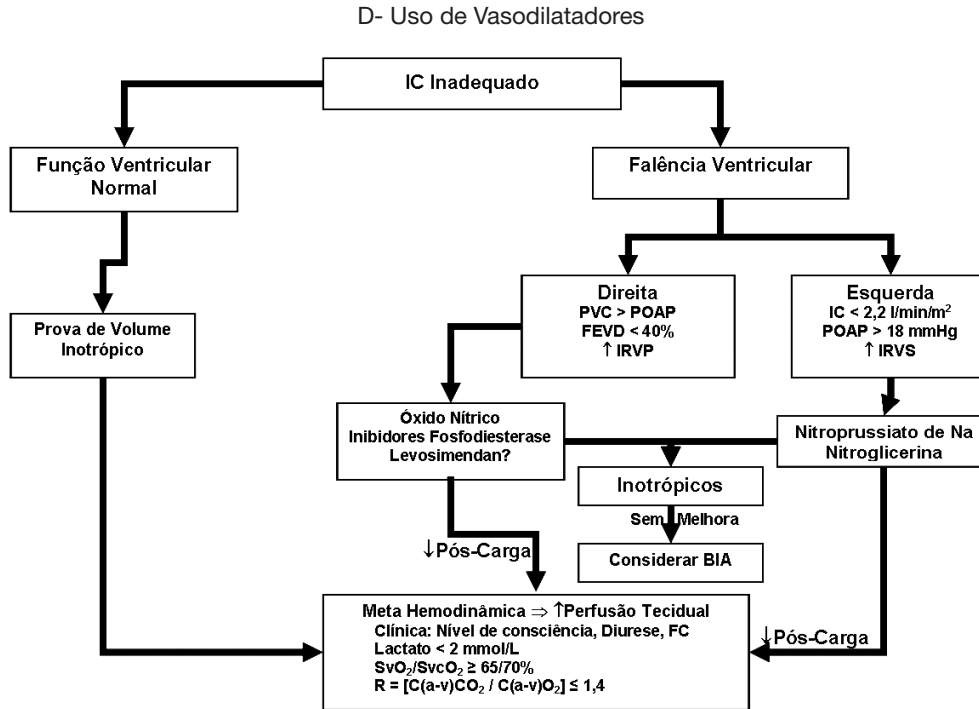 D- Uso de Vasodilatadores
IC Inadequado
Função Ventricular
Normal
Falência Ventricular
Prova de Volume
Inotrópico
Direita
PVC > POAP
FEVD < 40%
↑ IRVP
Esquerda
IC < 2,2 l/min/m²
POAP > 18 mmHg
↑ IRVS
Óxido Nítrico
Inibidores Fosfodiesterase
Levosimendan?
Nitroprussiato de Na
Nitroglicerina
Inotrópicos
Sem Melhora
Considerar BIA
↓Pós-Carga
Meta Hemodinâmica ⇒ ↑Perfusão Tecidual
Clínica: Nível de consciência, Diurese, FC
Lactato < 2 mmol/L
SvO₂/SvcO₂ ≥ 65/70%
R = [C(a-v)CO₂ / C(a-v)O₂] ≤ 1,4
↓Pós-Carga